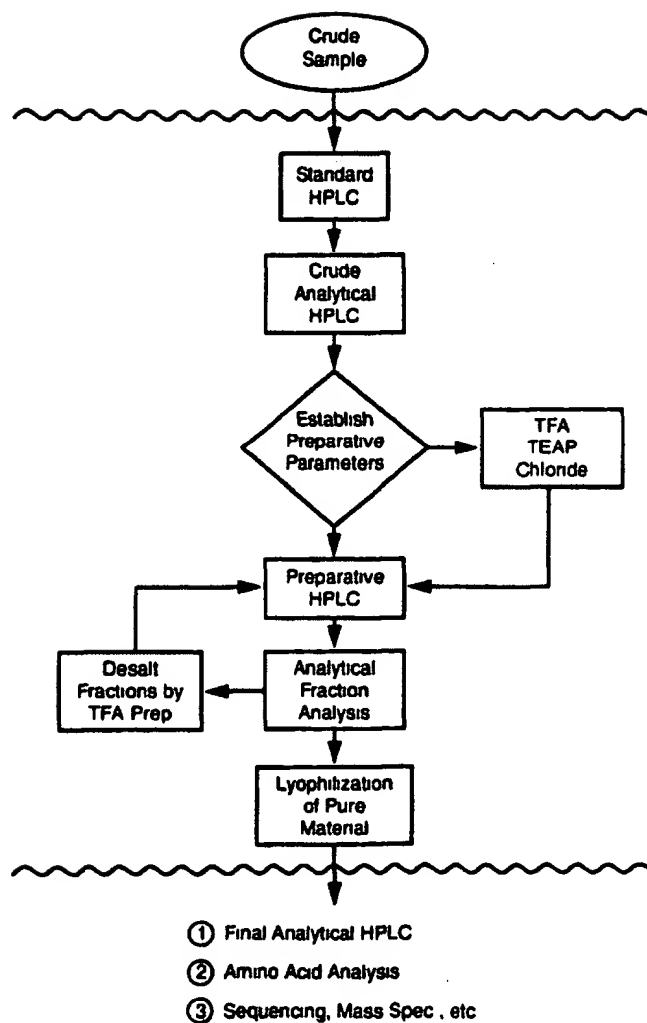 Crude
Sample
Standard
HPLC
Crude
Analytical
HPLC
Establish
Preparative
Parameters
TFA
TEAP
Chloride
Preparative
HPLC
Desalt
Fractions by
TFA Prep
Analytical
Fraction
Analysis
Lyophilization
of Pure
Material
① Final Analytical HPLC
② Amino Acid Analysis
③ Sequencing, Mass Spec , etc